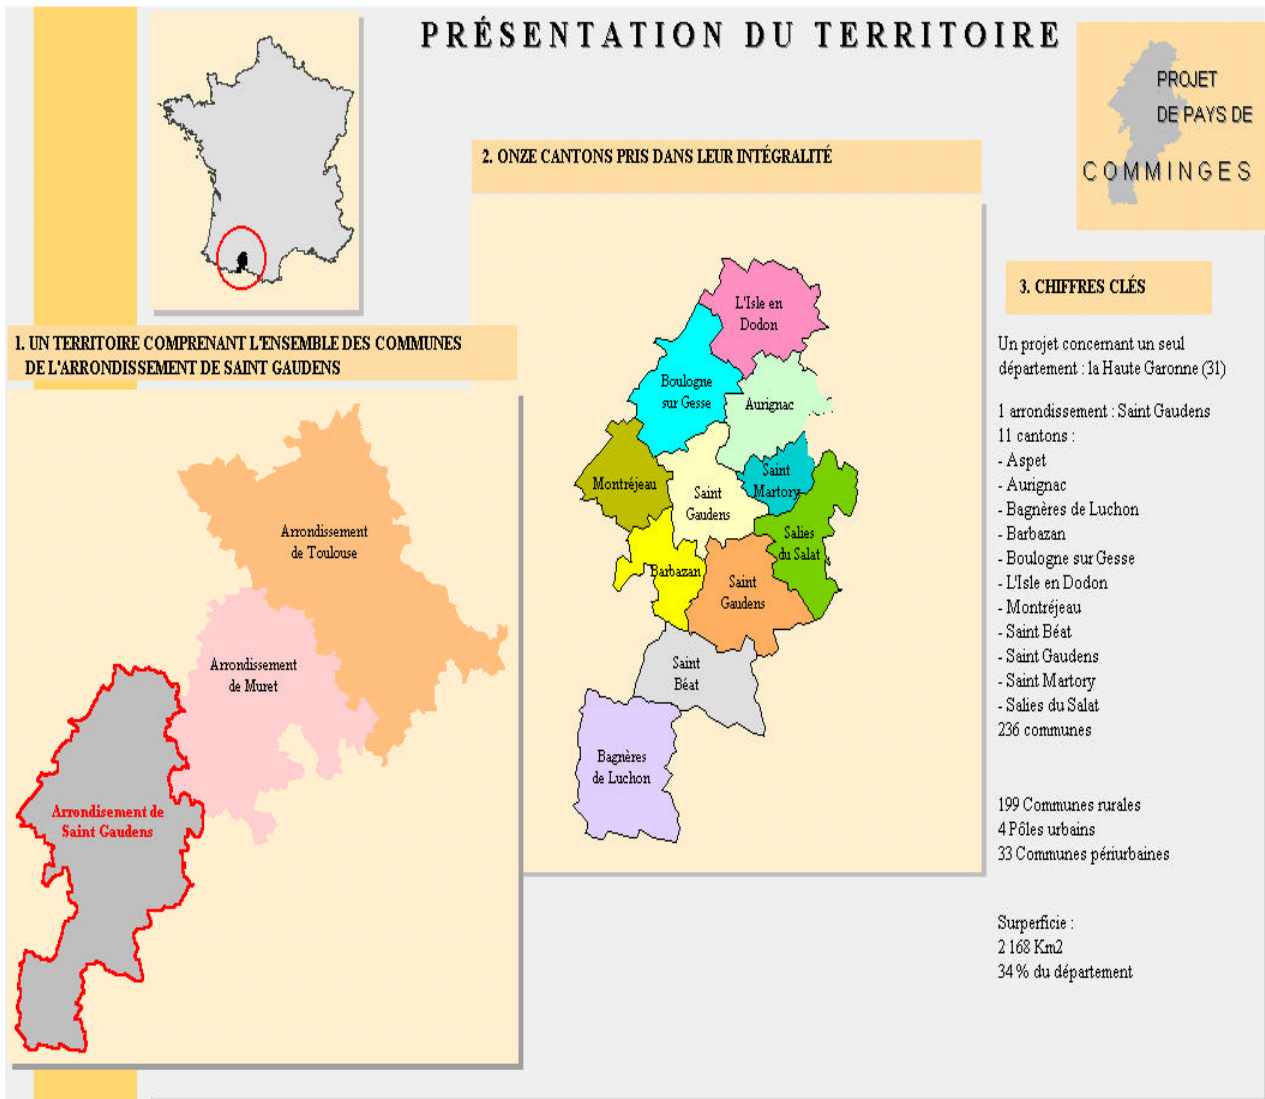 PRÉSENTATION DU TERRITOIRE
PROJET
DE PAYS DE
COMMINGES
1. UN TERRITOIRE COMPRENANT L'ENSEMBLE DES COMMUNES
DE L'ARRONDISSEMENT DE SAINT GAUDENS
Arrondissement
de Toulouse
Arrondissement
de Muret
Arrondisement de
Saint Gaudens
2. ONZE CANTONS PRIS DANS LEUR INTÉGRALITÉ
L'Isle en
Dodon
Boulogne
sur Gesse
Aurignac
Montréjeau
Saint
Gaudens
Saint
Martory
Salies
du Salat
Barbazan
Saint
Gaudens
Saint
Béat
Bagnères
de Luchon
3. CHIFFRES CLÉS
Un projet concernant un seul
département : la Haute Garonne (31)
1 arrondissement : Saint Gaudens
11 cantons :
- Aspet
- Aurignac
- Bagnères de Luchon
- Barbazan
- Boulogne sur Gesse
- L'Isle en Dodon
- Montréjeau
- Saint Béat
- Saint Gaudens
- Saint Martory
- Salies du Salat
236 communes
199 Communes rurales
4 Pôles urbains
33 Communes périurbaines
Surperficie :
2 168 Km2
34 % du département